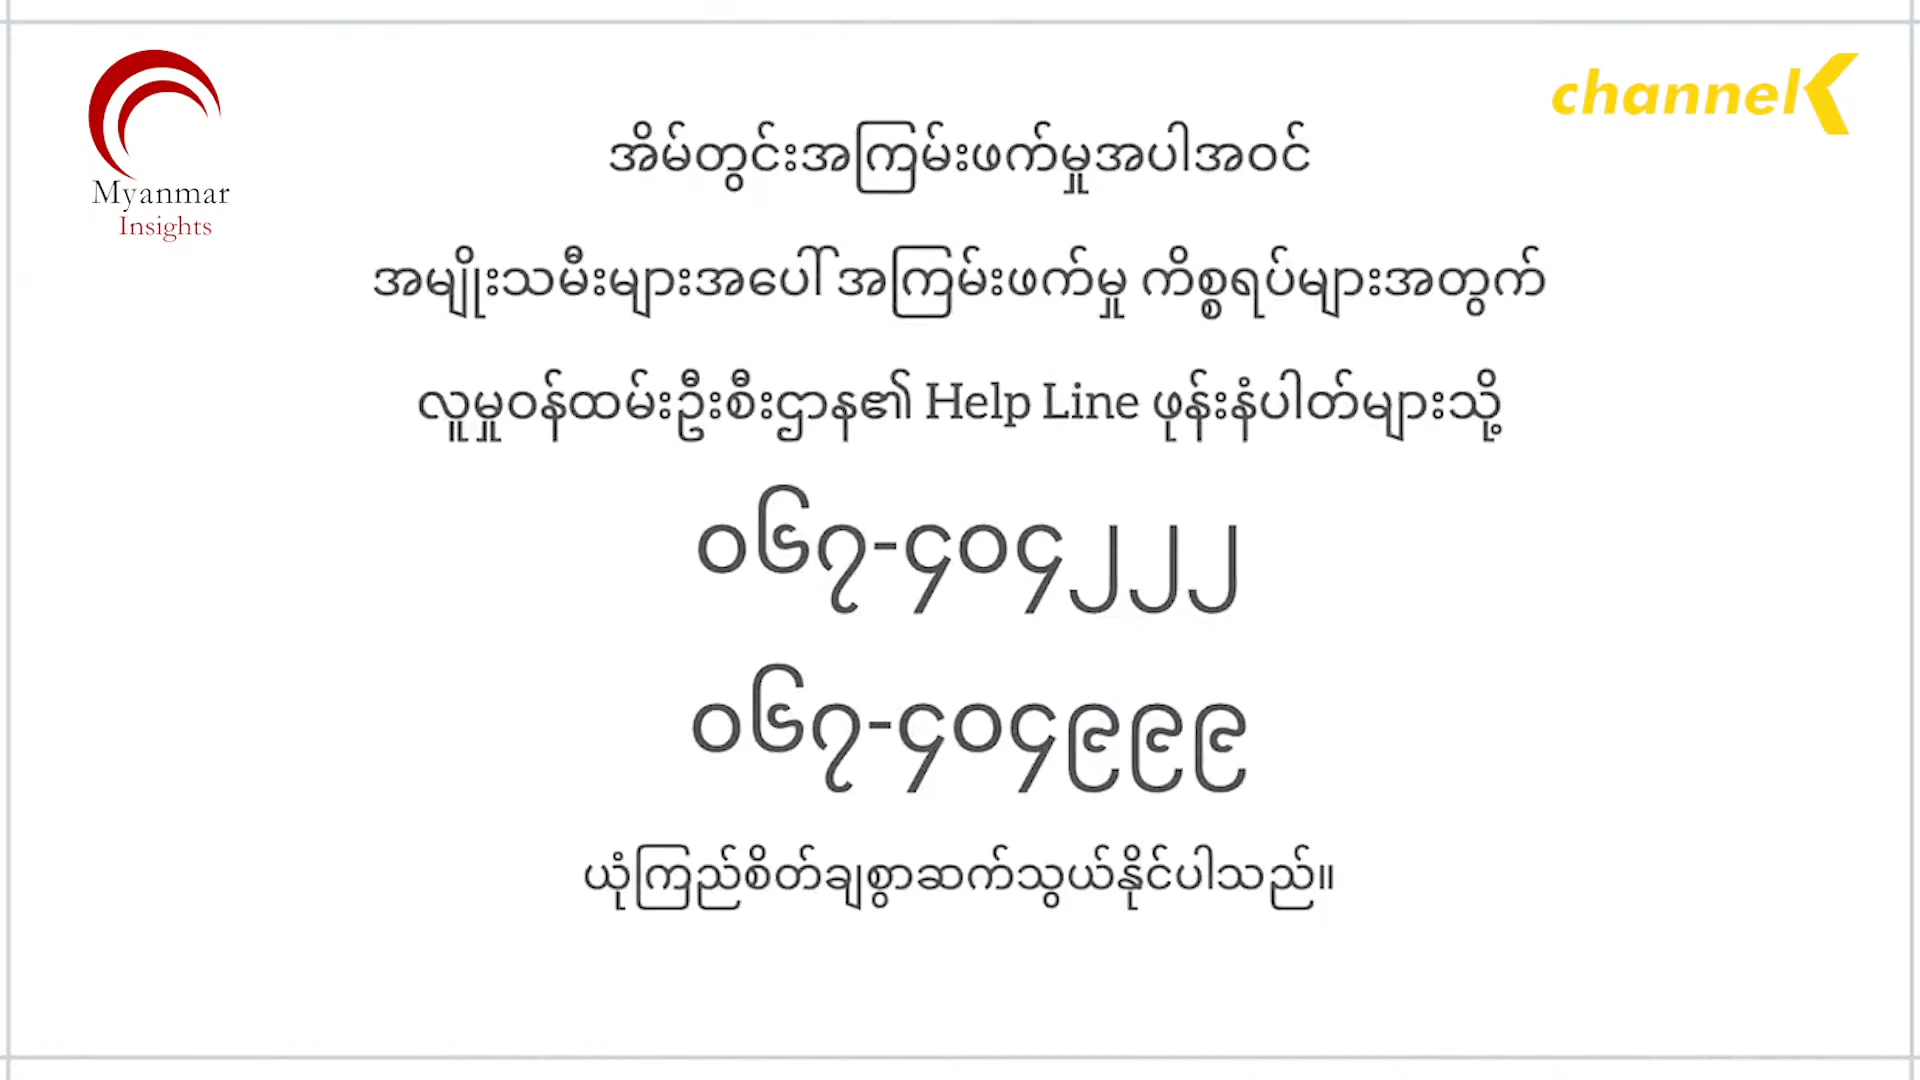 Myanmar
Insights
channelK
အိမ်တွင်းအကြမ်းဖက်မှုအပါအဝင်
အမျိုးသမီးများအပေါ် အကြမ်းဖက်မှု ကိစ္စရပ်များအတွက်
လူမှုဝန်ထမ်းဦးစီးဌာန၏ Help Line ဖုန်းနံပါတ်များသို့
၀၆၇-၄၀၄၂၂၂
၀၆၇-၄၀၄၉၉၉
ယုံကြည်စိတ်ချစွာဆက်သွယ်နိုင်ပါသည်။